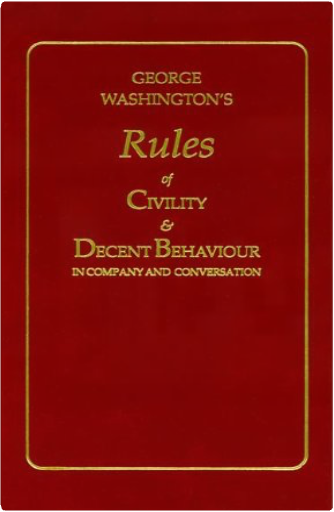 GEORGE
WASHINGTON'S
Rules
of
CIVILITY
&
DECENT BEHAVIOUR
IN COMPANY AND CONVERSATION